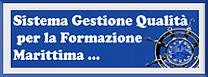 Sistema Gestione Qualità
per la Formazione
Marittima ...